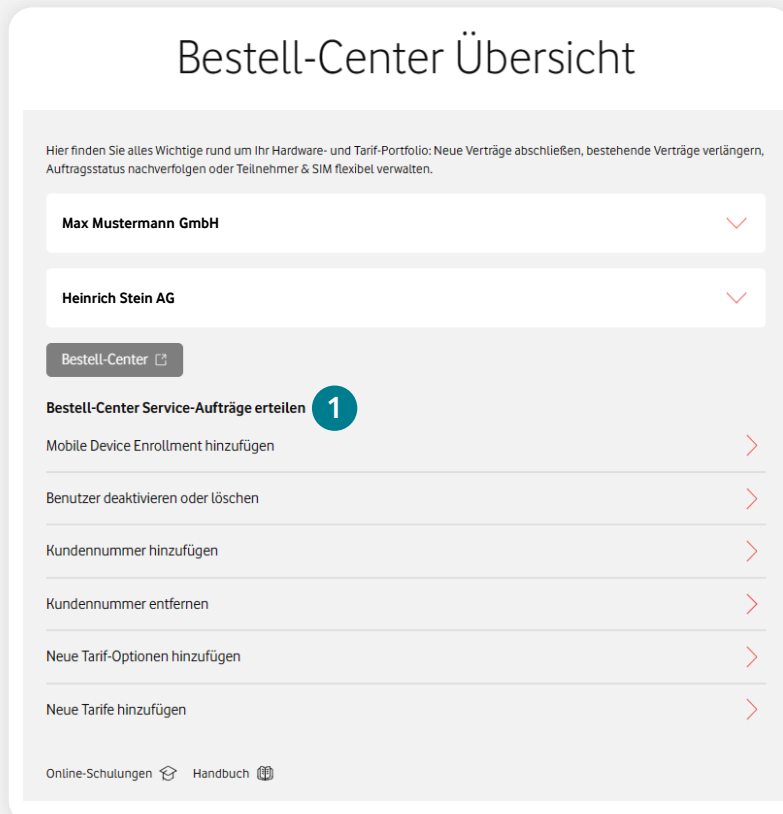 Bestell-Center Übersicht
Hier finden Sie alles Wichtige rund um Ihr Hardware- und Tarif-Portfolio: Neue Verträge abschließen, bestehende Verträge verlängern,
Auftragsstatus nachverfolgen oder Teilnehmer & SIM flexibel verwalten.
Max Mustermann GmbH
Heinrich Stein AG
Bestell-Center
Bestell-Center Service-Aufträge erteilen 1
Mobile Device Enrollment hinzufügen
Benutzer deaktivieren oder löschen
Kundennummer hinzufügen
Kundennummer entfernen
Neue Tarif-Optionen hinzufügen
Neue Tarife hinzufügen
Online-Schulungen Handbuch